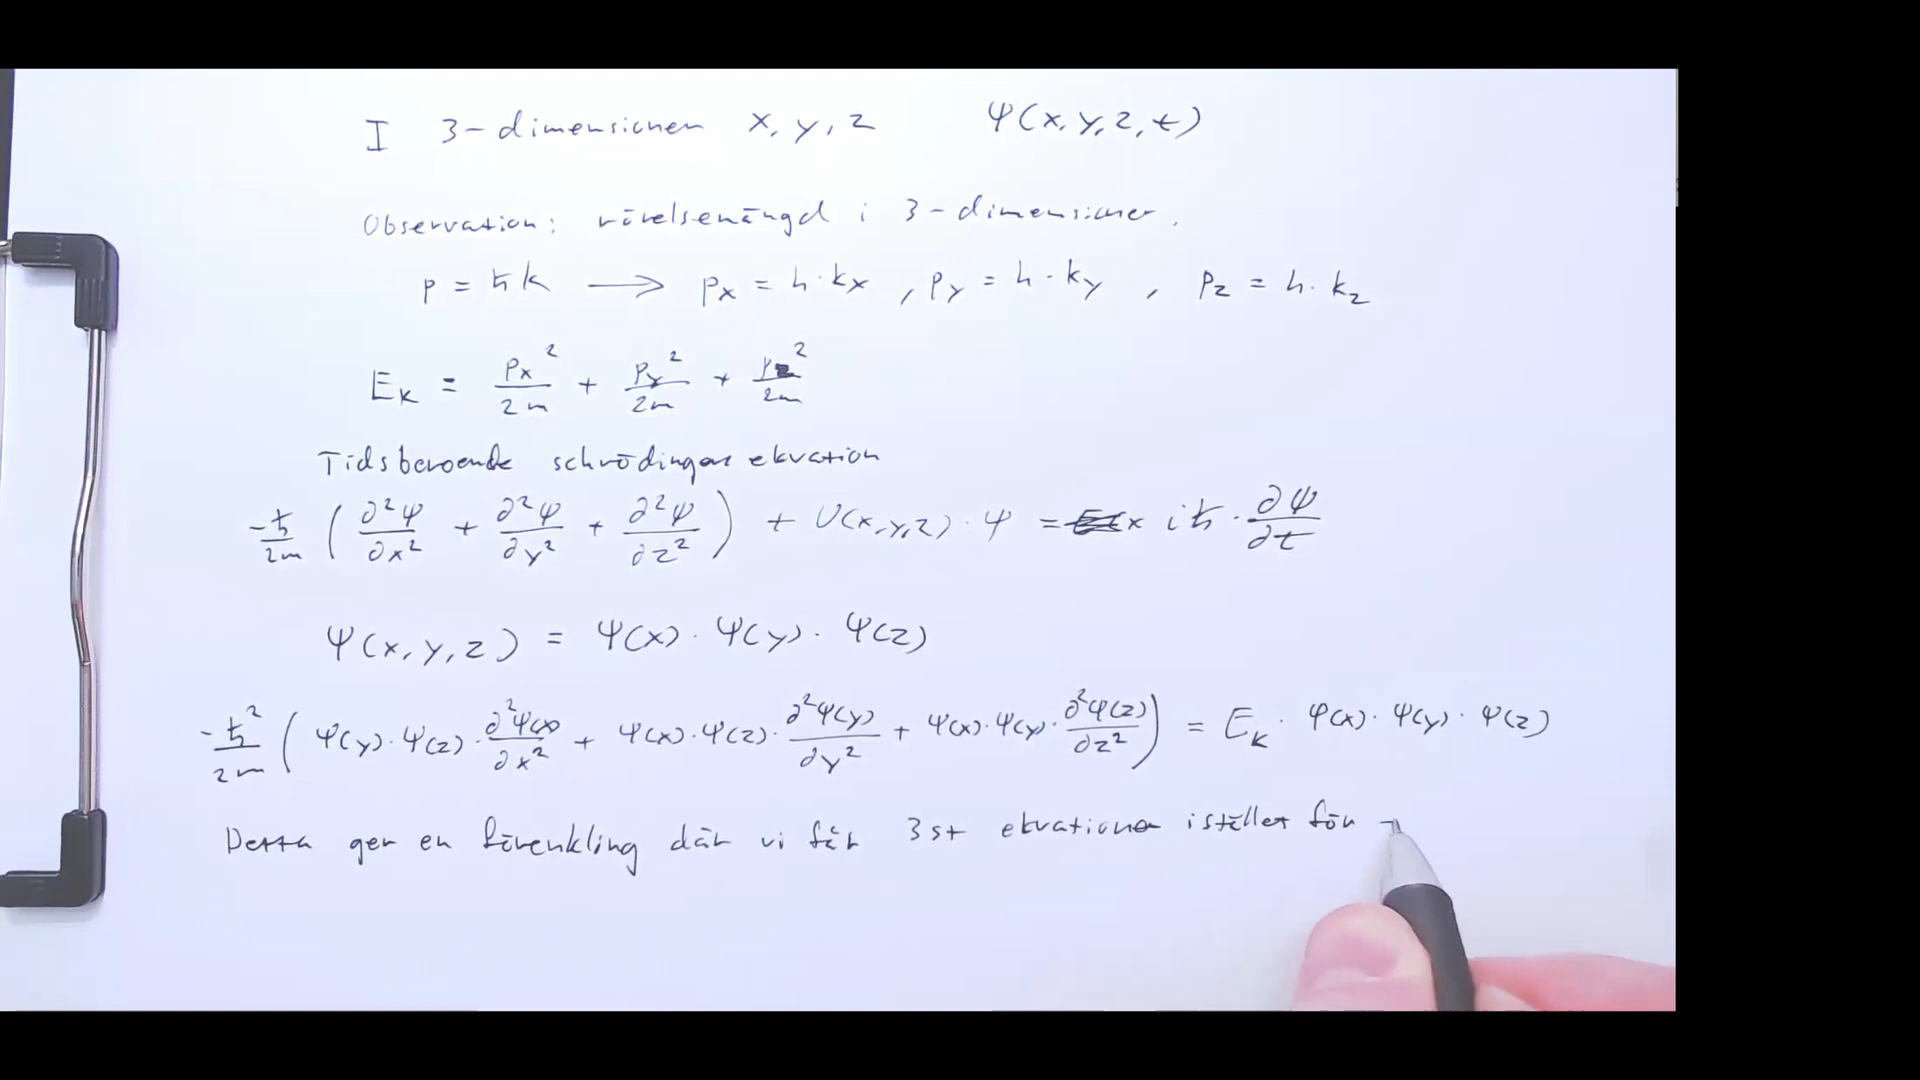 I 3-dimensionen x, y, z ψ(x, y, z, t)
Observation: rörelsemängd i 3-dimensioner.
p = ħk → px = h·kx, py = h·ky, pz = h·kz
Ek = px²/2m + py²/2m + pz²/2m
Tidsberoende schrödingers ekvation
-ħ/2m (∂²ψ/∂x² + ∂²ψ/∂y² + ∂²ψ/∂z²) + U(x,y,z)·ψ = iħ·∂ψ/∂t
ψ(x, y, z) = ψ(x)·ψ(y)·ψ(z)
-ħ²/2m (ψ(y)·ψ(z)·∂²ψ(x)/∂x² + ψ(x)·ψ(z)·∂²ψ(y)/∂y² + ψ(x)·ψ(y)·∂²ψ(z)/∂z²) = Ek·ψ(x)·ψ(y)·ψ(z)
Detta ger en förenkling där vi får 3st ekvationer istället för